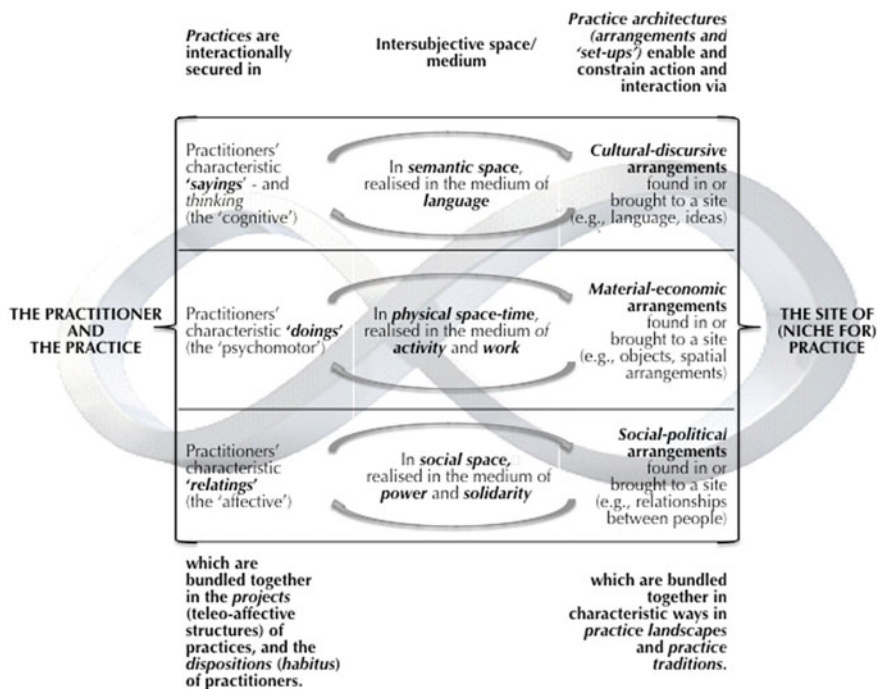 Practices are
interactionally
secured in
Intersubjective space/
medium
Practice architectures
(arrangements and
‘set-ups’) enable and
constrain action and
interaction via
Practitioners’
characteristic
‘sayings’ - and
thinking
(the ‘cognitive’)
In semantic space,
realised in the medium of
language
Cultural-discursive
arrangements
found in or
brought to a site
(e.g., language, ideas)
THE PRACTITIONER
AND
THE PRACTICE
Practitioners’
characteristic ‘doings’
(the ‘psychomotor’)
In physical space-time,
realised in the medium of
activity and work
Material-economic
arrangements
found in or
brought to a site
(e.g., objects, spatial
arrangements)
THE SITE OF
(NICHE FOR)
PRACTICE
Practitioners’
characteristic
‘relatings’
(the ‘affective’)
In social space,
realised in the medium of
power and solidarity
Social-political
arrangements
found in or
brought to a site
(e.g., relationships
between people)
which are
bundled together
in the projects
(teleo-affective
structures) of
practices, and the
dispositions (habitus)
of practitioners.
which are bundled
together in
characteristic ways in
practice landscapes
and practice
traditions.